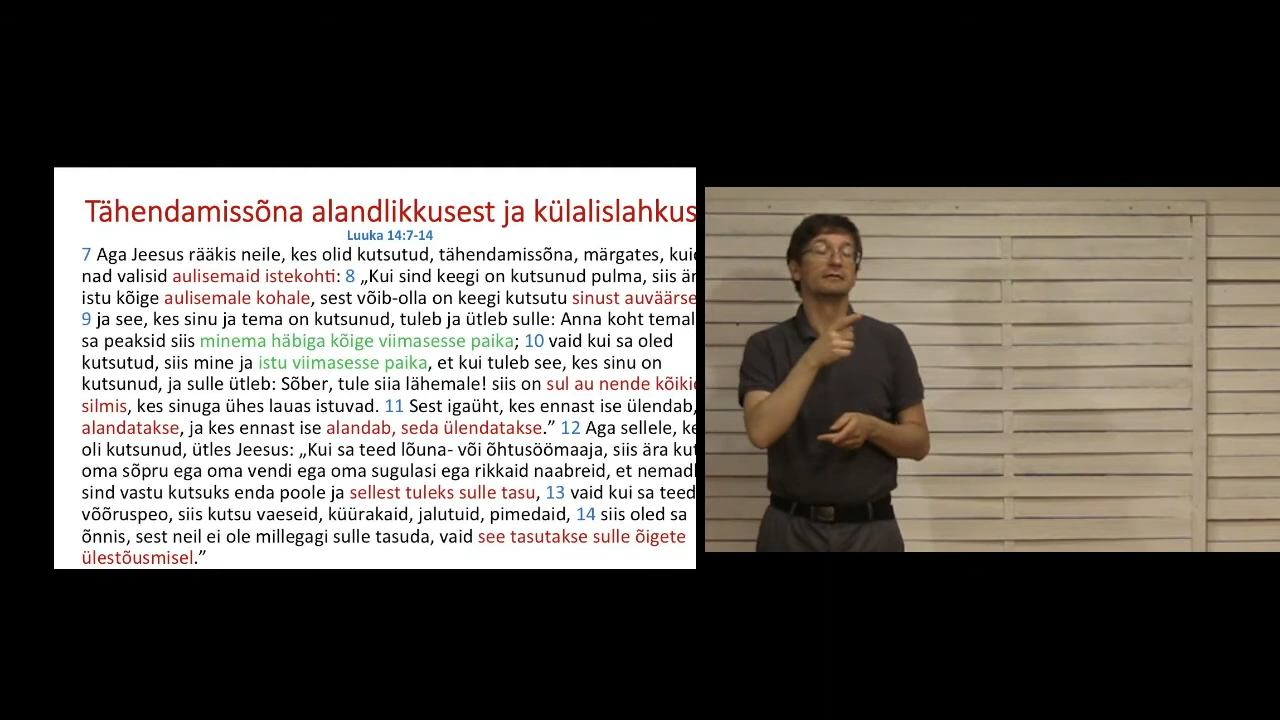 Tähendamissõna alandlikkusest ja külalislahkus
Luuka 14:7-14
7 Aga Jeesus rääkis neile, kes olid kutsutud, tähendamissõna, märgates, kui
nad valisid aulisemaid istekohti: 8 „Kui sind keegi on kutsunud pulma, siis är
istu kõige aulisemale kohale, sest võib-olla on keegi kutsutu sinust auväärse
9 ja see, kes sinu ja tema on kutsunud, tuleb ja ütleb sulle: Anna koht temal
sa peaksid siis minema häbiga kõige viimasesse paika; 10 vaid kui sa oled
kutsutud, siis mine ja istu viimasesse paika, et kui tuleb see, kes sinu on
kutsunud, ja sulle ütleb: Sõber, tule siia lähemale! siis on sul au nende kõiki
silmis, kes sinuga ühes lauas istuvad. 11 Sest igaüht, kes ennast ise ülendab,
alandatakse, ja kes ennast ise alandab, seda ülendatakse.” 12 Aga sellele, ke
oli kutsunud, ütles Jeesus: „Kui sa teed lõuna- või õhtusöömaaja, siis ära kut
oma sõpru ega oma vendi ega oma sugulasi ega rikkaid naabreid, et nemad
sind vastu kutsuks enda poole ja sellest tuleks sulle tasu, 13 vaid kui sa teed
võõruspeo, siis kutsu vaeseid, küürakaid, jalutuid, pimedaid, 14 siis oled sa
õnnis, sest neil ei ole millegagi sulle tasuda, vaid see tasutakse sulle õigete
ülestõusmisel.”